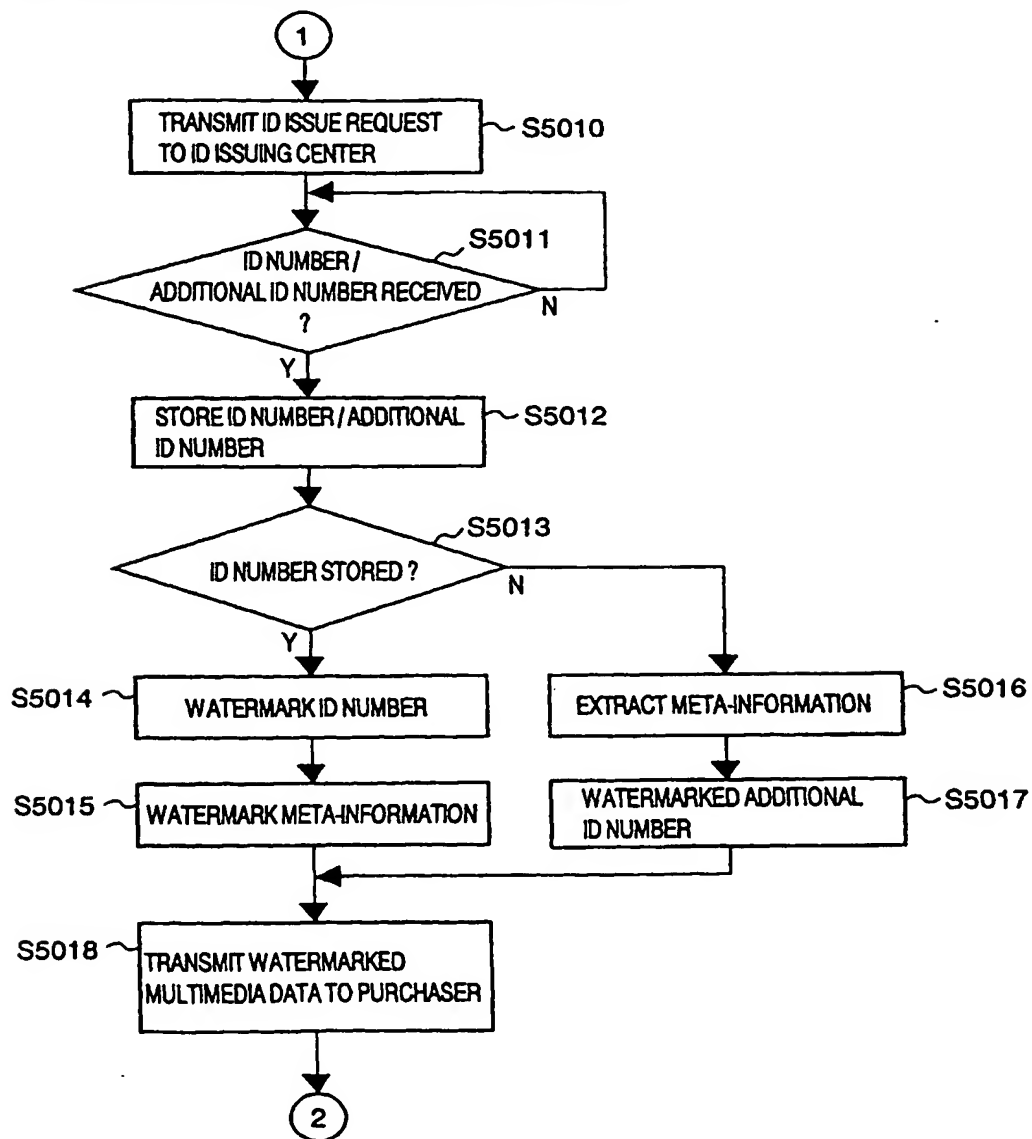 1
TRANSMIT ID ISSUE REQUEST
TO ID ISSUING CENTER
S5010
S5011
ID NUMBER /
ADDITIONAL ID NUMBER RECEIVED
?
N
Y
STORE ID NUMBER / ADDITIONAL
ID NUMBER
S5012
S5013
ID NUMBER STORED ?
N
Y
S5014
WATERMARK ID NUMBER
EXTRACT META-INFORMATION
S5016
S5015
WATERMARK META-INFORMATION
WATERMARKED ADDITIONAL
ID NUMBER
S5017
S5018
TRANSMIT WATERMARKED
MULTIMEDIA DATA TO PURCHASER
2